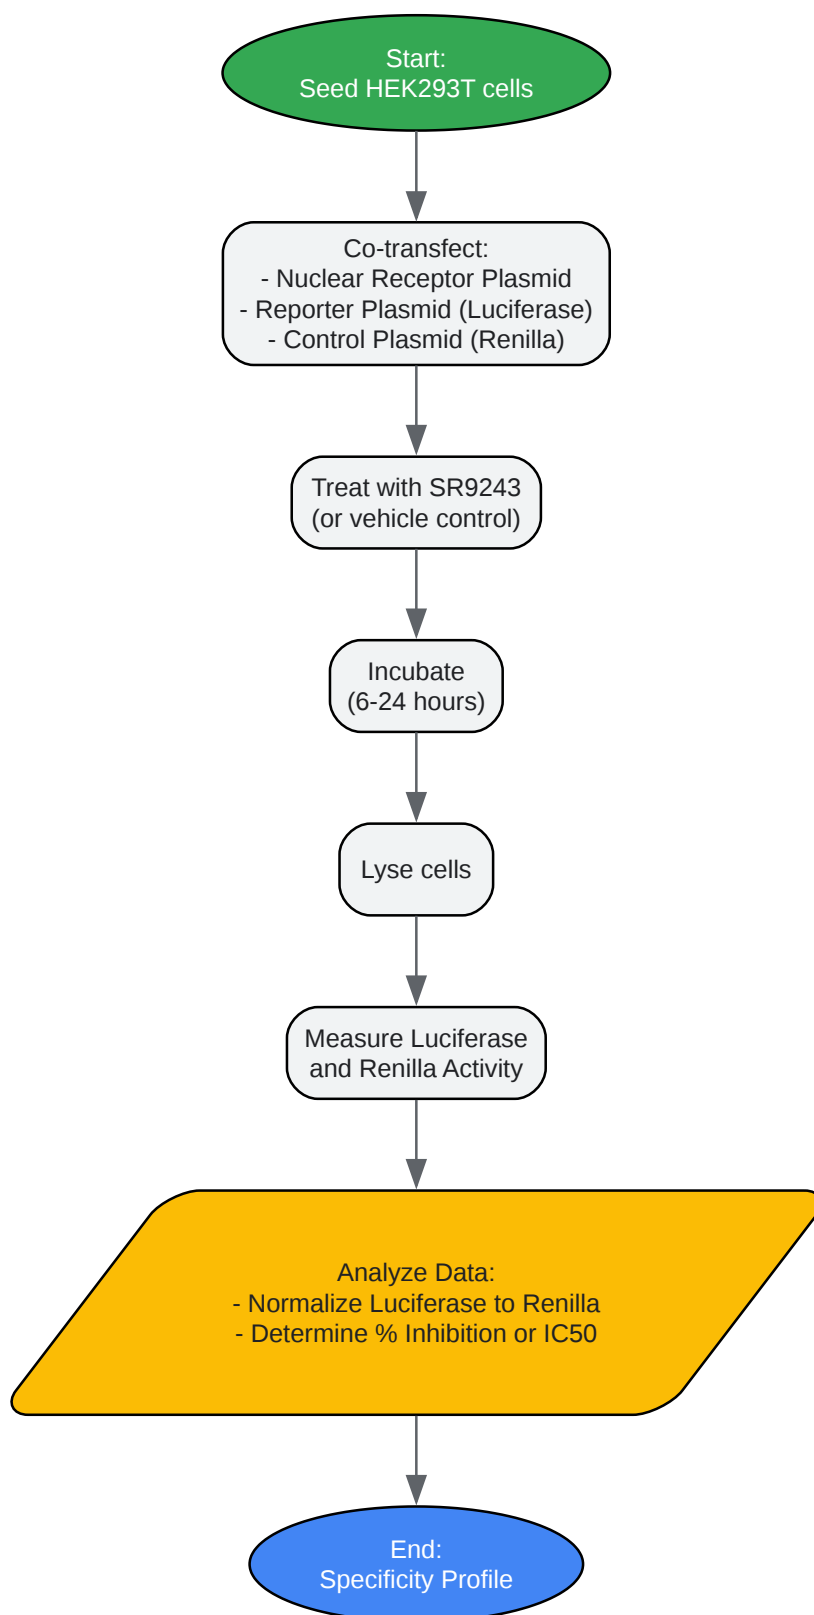 Start:
Seed HEK293T cells
Co-transfect:
- Nuclear Receptor Plasmid
- Reporter Plasmid (Luciferase)
- Control Plasmid (Renilla)
Treat with SR9243
(or vehicle control)
Incubate
(6-24 hours)
Lyse cells
Measure Luciferase
and Renilla Activity
Analyze Data:
- Normalize Luciferase to Renilla
- Determine % Inhibition or IC50
End:
Specificity Profile